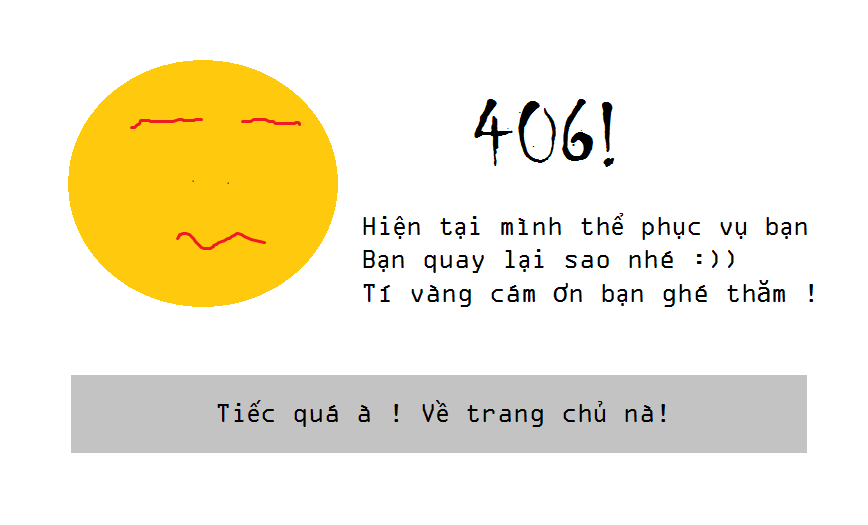 406!
Hiện tại mình thể phục vụ bạn
Bạn quay lại sao nhé :))
Tí vàng cám ơn bạn ghé thăm !
Tiếc quá à ! Về trang chủ nà!